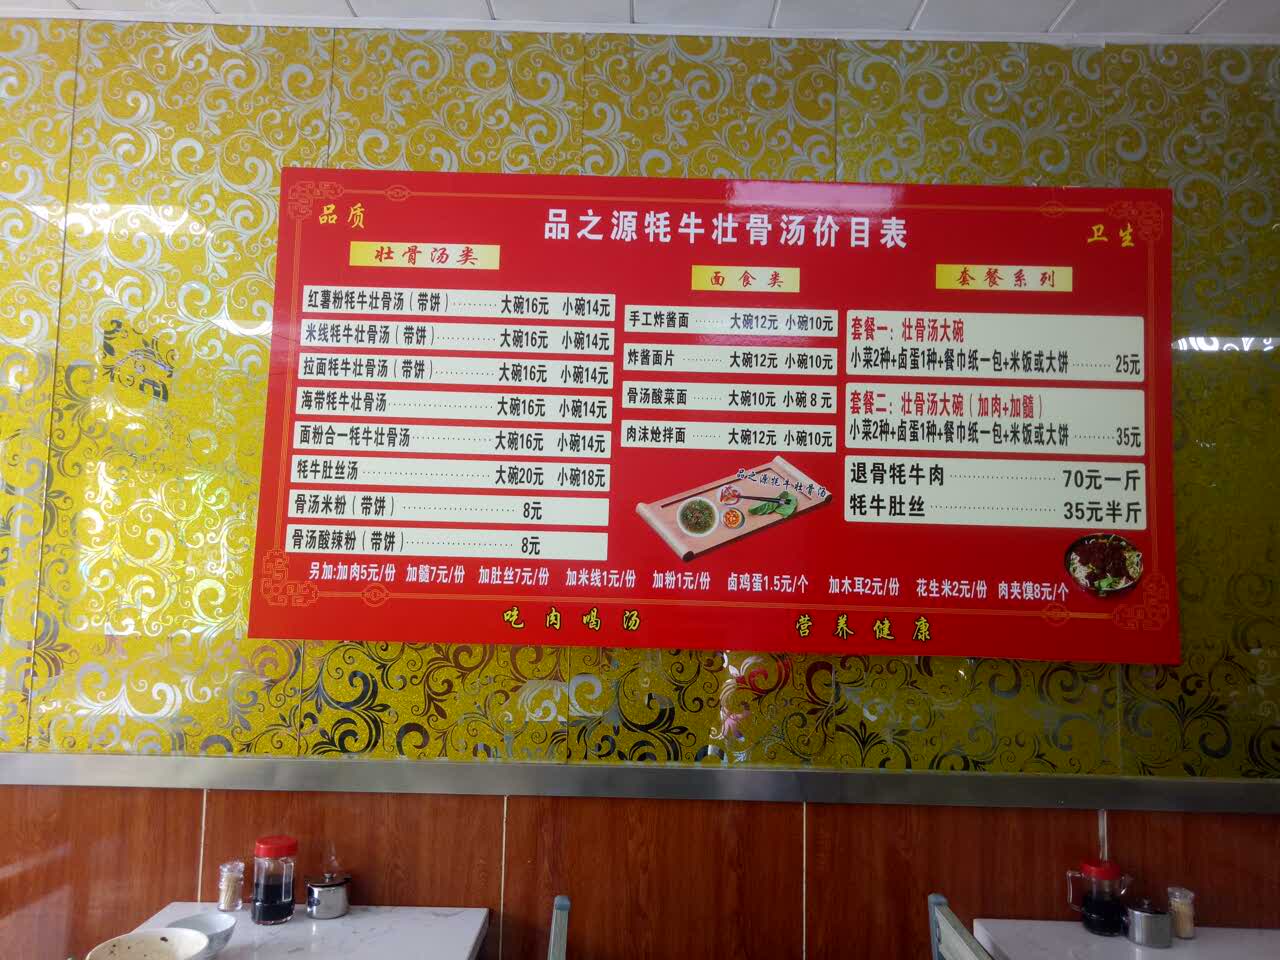 品质
品之源牦牛壮骨汤价目表
卫生
壮骨汤类
红薯粉牦牛壮骨汤（带饼）………大碗16元 小碗14元
米线牦牛壮骨汤（带饼）…………大碗16元 小碗14元
拉面牦牛壮骨汤（带饼）…………大碗16元 小碗14元
海带牦牛壮骨汤…………………大碗16元 小碗14元
面粉合一牦牛壮骨汤……………大碗16元 小碗14元
牦牛肚丝汤………………………大碗20元 小碗18元
骨汤米粉（带饼）…………………8元
骨汤酸辣粉（带饼）………………8元
面食类
手工炸酱面……大碗12元 小碗10元
炸酱面片………大碗12元 小碗10元
骨汤酸菜面……大碗10元 小碗8元
肉沫炝拌面……大碗12元 小碗10元
套餐系列
套餐一：壮骨汤大碗
小菜2种+卤蛋1种+餐巾纸一包+米饭或大饼………25元
套餐二：壮骨汤大碗（加肉+加髓）
小菜2种+卤蛋1种+餐巾纸一包+米饭或大饼………35元
退骨牦牛肉………………70元一斤
牦牛肚丝…………………35元半斤
品之源牦牛壮骨汤
另加:加肉5元/份 加髓7元/份 加肚丝7元/份 加米线1元/份 加粉1元/份 卤鸡蛋1.5元/个 加木耳2元/份 花生米2元/份 肉夹馍8元/个
吃肉喝汤 营养健康